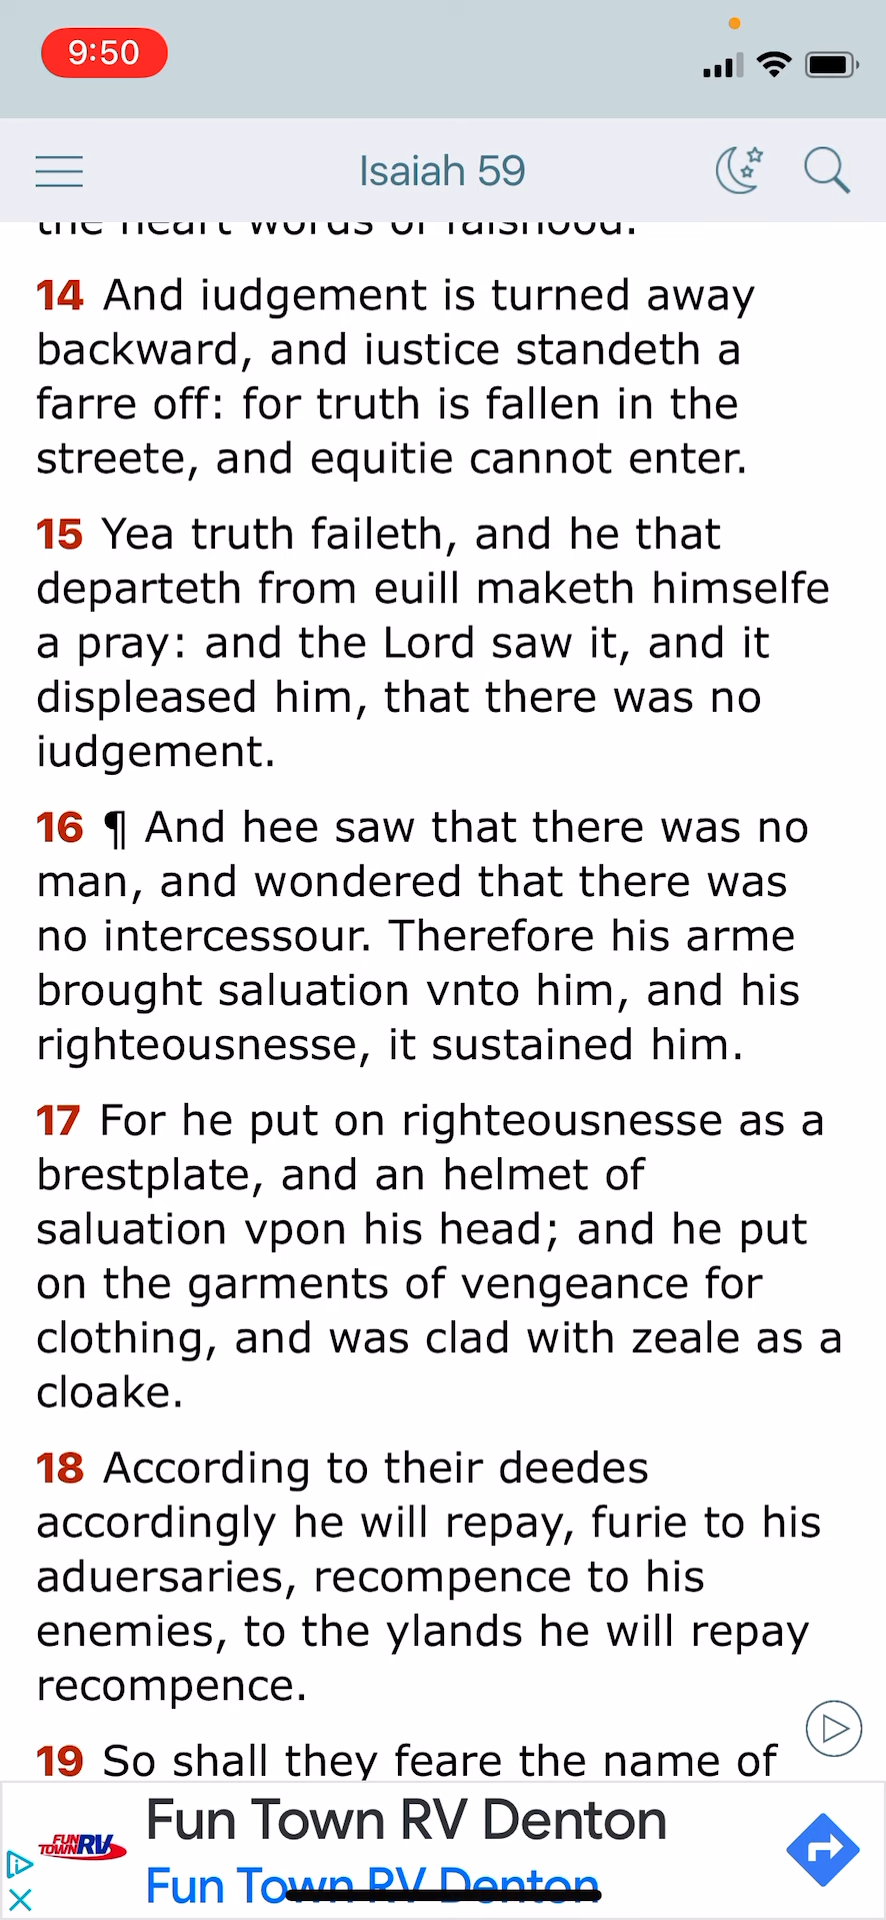 9:50
Isaiah 59
the heart words of falshood.
14 And iudgement is turned away
backward, and iustice standeth a
farre off: for truth is fallen in the
streete, and equitie cannot enter.
15 Yea truth faileth, and he that
departeth from euill maketh himselfe
a pray: and the Lord saw it, and it
displeased him, that there was no
iudgement.
16 ¶ And hee saw that there was no
man, and wondered that there was
no intercessour. Therefore his arme
brought saluation vnto him, and his
righteousnesse, it sustained him.
17 For he put on righteousnesse as a
brestplate, and an helmet of
saluation vpon his head; and he put
on the garments of vengeance for
clothing, and was clad with zeale as a
cloake.
18 According to their deedes
accordingly he will repay, furie to his
aduersaries, recompence to his
enemies, to the ylands he will repay
recompence.
19 So shall they feare the name of
Fun Town RV Denton
FUN TOWN RV
Fun Town RV Denton